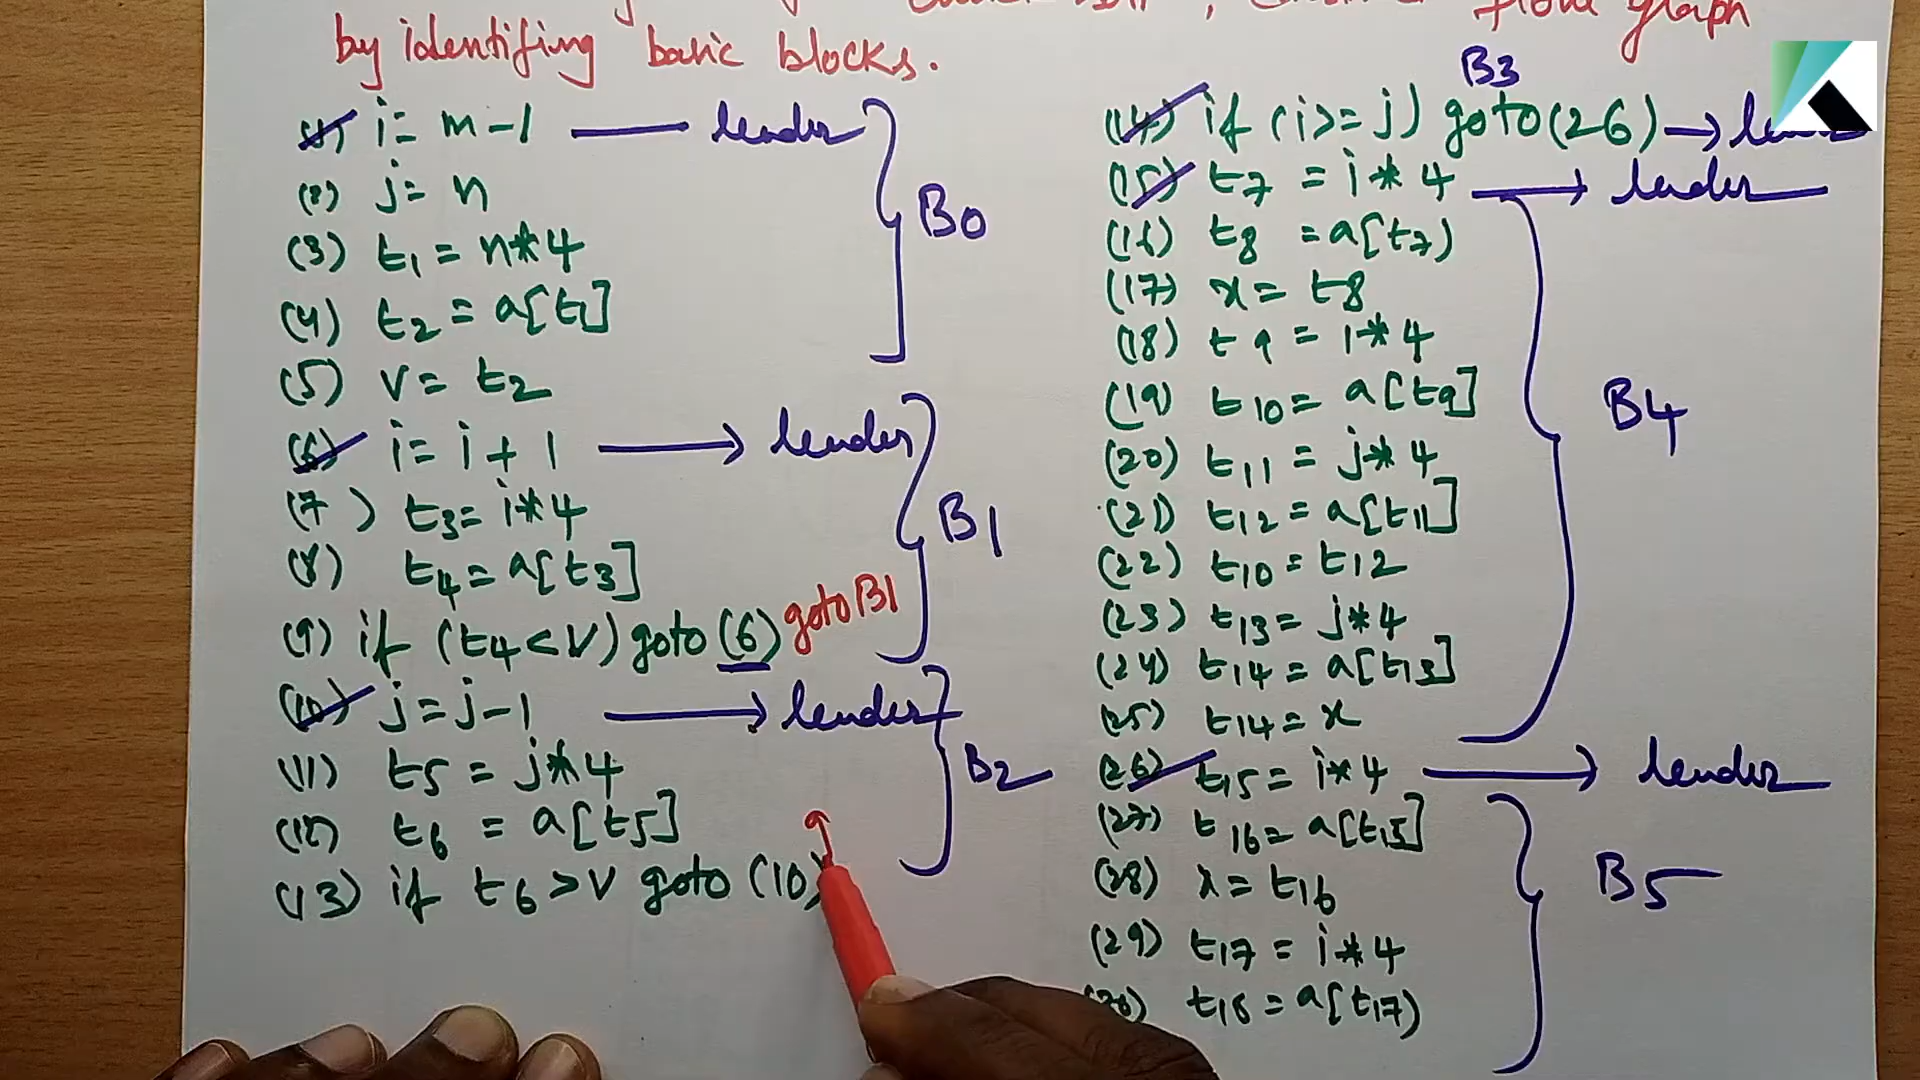 flow graph
by identifing basic blocks.
(1) i = m-1 leader
(2) j = n
(3) t1 = n*4
(4) t2 = a[t1]
B0
(5) v = t2
(6) i = i + 1 leader
(7) t3 = i*4
(8) t4 = a[t3]
B1
(9) if (t4 < v) goto (6) goto B1
(10) j = j-1 leader
(11) t5 = j*4
(12) t6 = a[t5]
B2
(13) if t6 > v goto (10)
B3
(14) if (i >= j) goto (26)
(15) t7 = i*4 leader
(16) t8 = a[t7)
(17) x = t8
(18) t9 = i*4
(19) t10 = a[t9]
B4
(20) t11 = j*4
(21) t12 = a[t11]
(22) t10 = t12
(23) t13 = j*4
(24) t14 = a[t13]
(25) t14 = x
(26) t15 = i*4 leader
(27) t16 = a[t15]
(28) x = t16
B5
(29) t17 = i*4
t18 = a[t17)